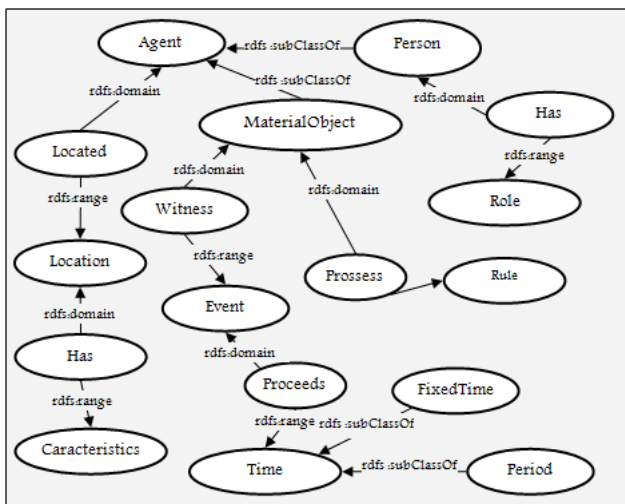 Agent
rdfs:subClassOf
Person
rdfs:subClassOf
rdfs:domain
rdfs:domain
Has
MaterialObject
Located
rdfs:range
rdfs:domain
rdfs:domain
rdfs:range
Witness
Role
rdfs:range
Location
Prossess
Rule
Event
rdfs:domain
rdfs:domain
Has
Proceeds
FixedTime
rdfs:range
rdfs:range
rdfs:subClassOf
Caracteristics
Time
rdfs:subClassOf
Period